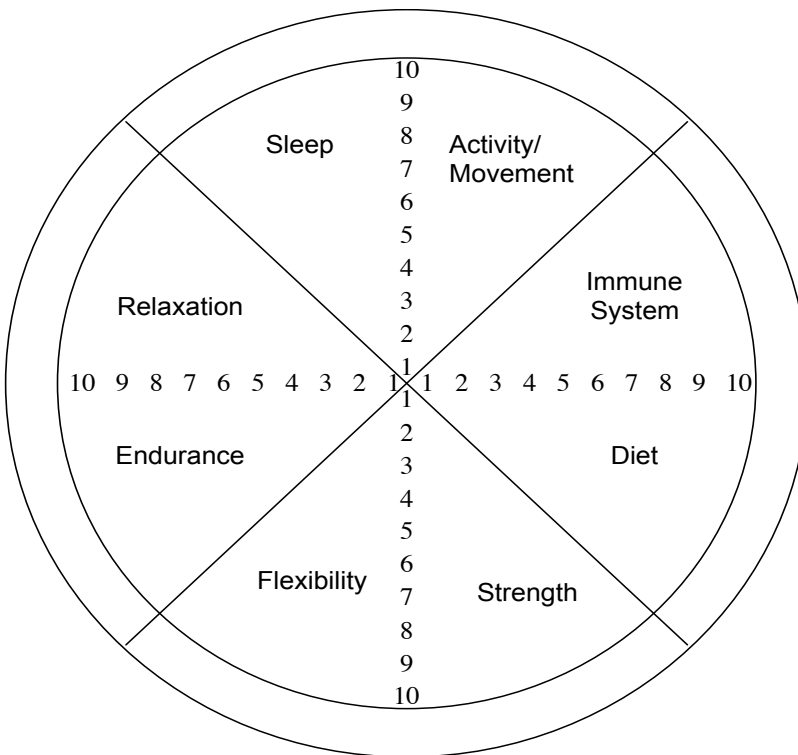 10
9
8
7
6
5
4
3
2
1
Sleep
Activity/
Movement
Relaxation
Immune
System
10 9 8 7 6 5 4 3 2 1 1 2 3 4 5 6 7 8 9 10
Endurance
Diet
Flexibility
Strength
1
2
3
4
5
6
7
8
9
10